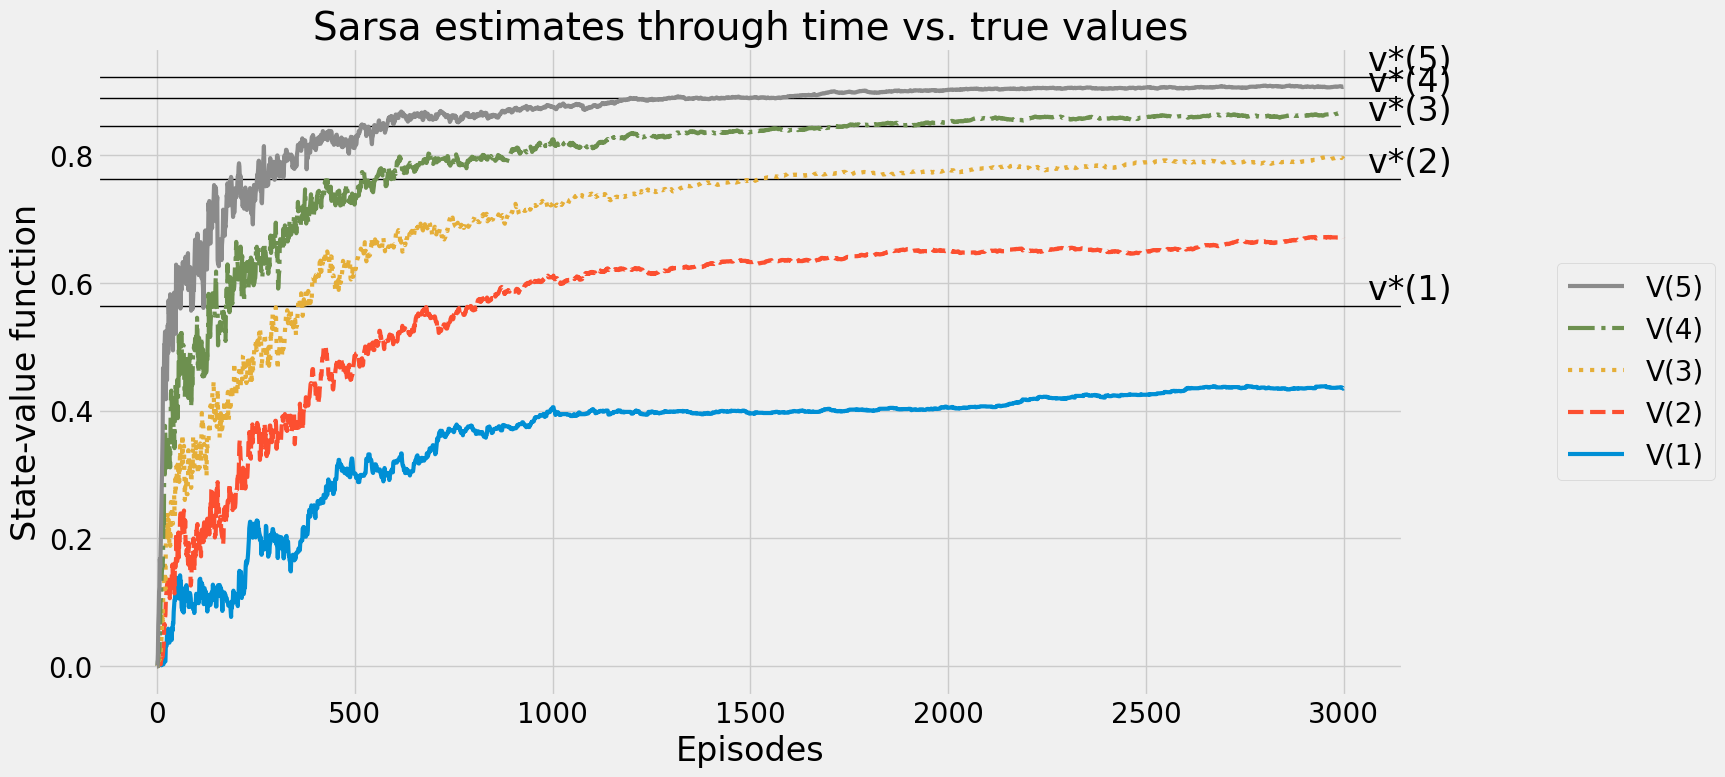 Sarsa estimates through time vs. true values
v*(5)
v*(4)
v*(3)
v*(2)
v*(1)
State-value function
0.8
0.6
0.4
0.2
0.0
0 500 1000 1500 2000 2500 3000
Episodes
V(5)
V(4)
V(3)
V(2)
V(1)